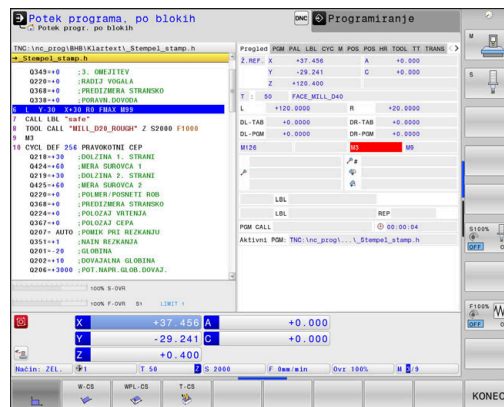 Potek programa, po blokih
Potek progr. po blokih
DNC
Programiranje
TNC:\nc_prog\BHB\Klartext\_Stempel_stamp.h
→_Stempel_stamp.h
Q349=+0 ;3. OMEJITEV
Q220=+0 ;RADIJ VOGALA
Q368=+0 ;PREDIZMERA STRANSKO
Q338=+0 ;PORAVN.DOVODA
6 L Y-30 X+30 R0 FMAX M99
7 CALL LBL "safe"
8 TOOL CALL "MILL_D20_ROUGH" Z S2000 F1000
9 M3
10 CYCL DEF 256 PRAVOKOTNI CEP
Q218=+30 ;DOLZINA 1. STRANI
Q424=+60 ;MERA SUROVCA 1
Q219=+30 ;DOLZINA 2. STRANI
Q425=+60 ;MERA SUROVCA 2
Q220=+0 ;POLMER/POSNETI ROB
Q368=+0 ;PREDIZMERA STRANSKO
Q224=+0 ;POLOZAJ VRTENJA
Q367=+0 ;POLOZAJ CEPA
Q207= AUTO ;POMIK PRI REZKANJU
Q351=+1 ;NAIN REZKANJA
Q201=-20 ;GLOBINA
Q202=+10 ;DOVAJALNA GLOBINA
Q206=+3000 ;POT.NAPR.GLOB.DOVAJ.
100% S-OVR
100% F-OVR S1 LIMIT 1
Pregled PGM PAL LBL CYC M POS POS HR TOOL TT TRANS
Ž.REF. X +37.456 A +0.000
Y -29.241 C +0.000
Z +120.400
T : 50 FACE_MILL_D40
L +120.0000 R +20.0000
DL-TAB +0.0000 DR-TAB +0.0000
DL-PGM +0.0000 DR-PGM +0.0000
M126 M3 M9
LBL
LBL REP
PGM CALL 00:00:04
Aktivni PGM: TNC:\nc_prog\...\_Stempel_stamp.h
X +37.456 A +0.000
Y -29.241 C +0.000
Z +0.400
Način: ŽEL. 1 T 50 Z S 2000 F 0mm/min Ovr 100% M 3/9
W-CS WPL-CS T-CS
KONEC
M
S
S100%
OFF
F100%
OFF